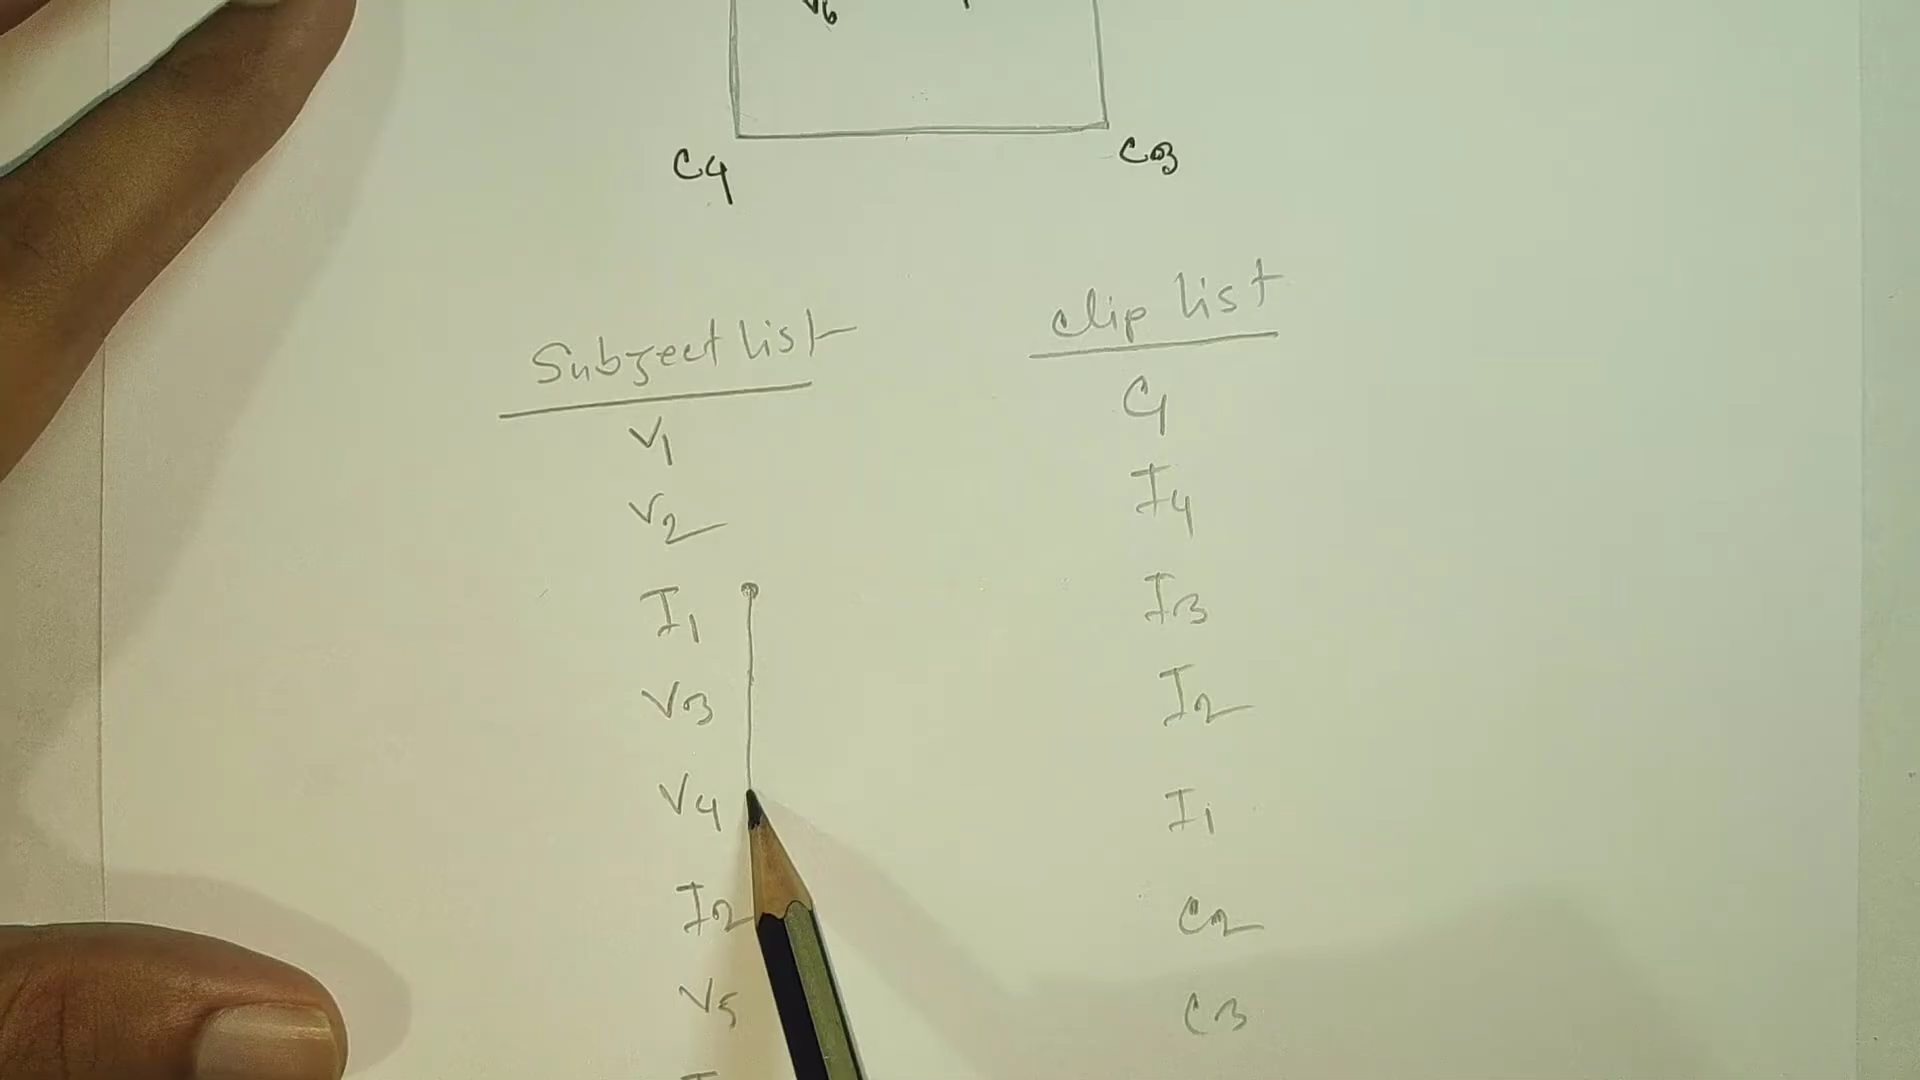 V6
C4
C3
Subject list
Clip list
V1
C1
V2
I4
I1
I3
V3
I2
V4
I1
I2
C2
V5
C3